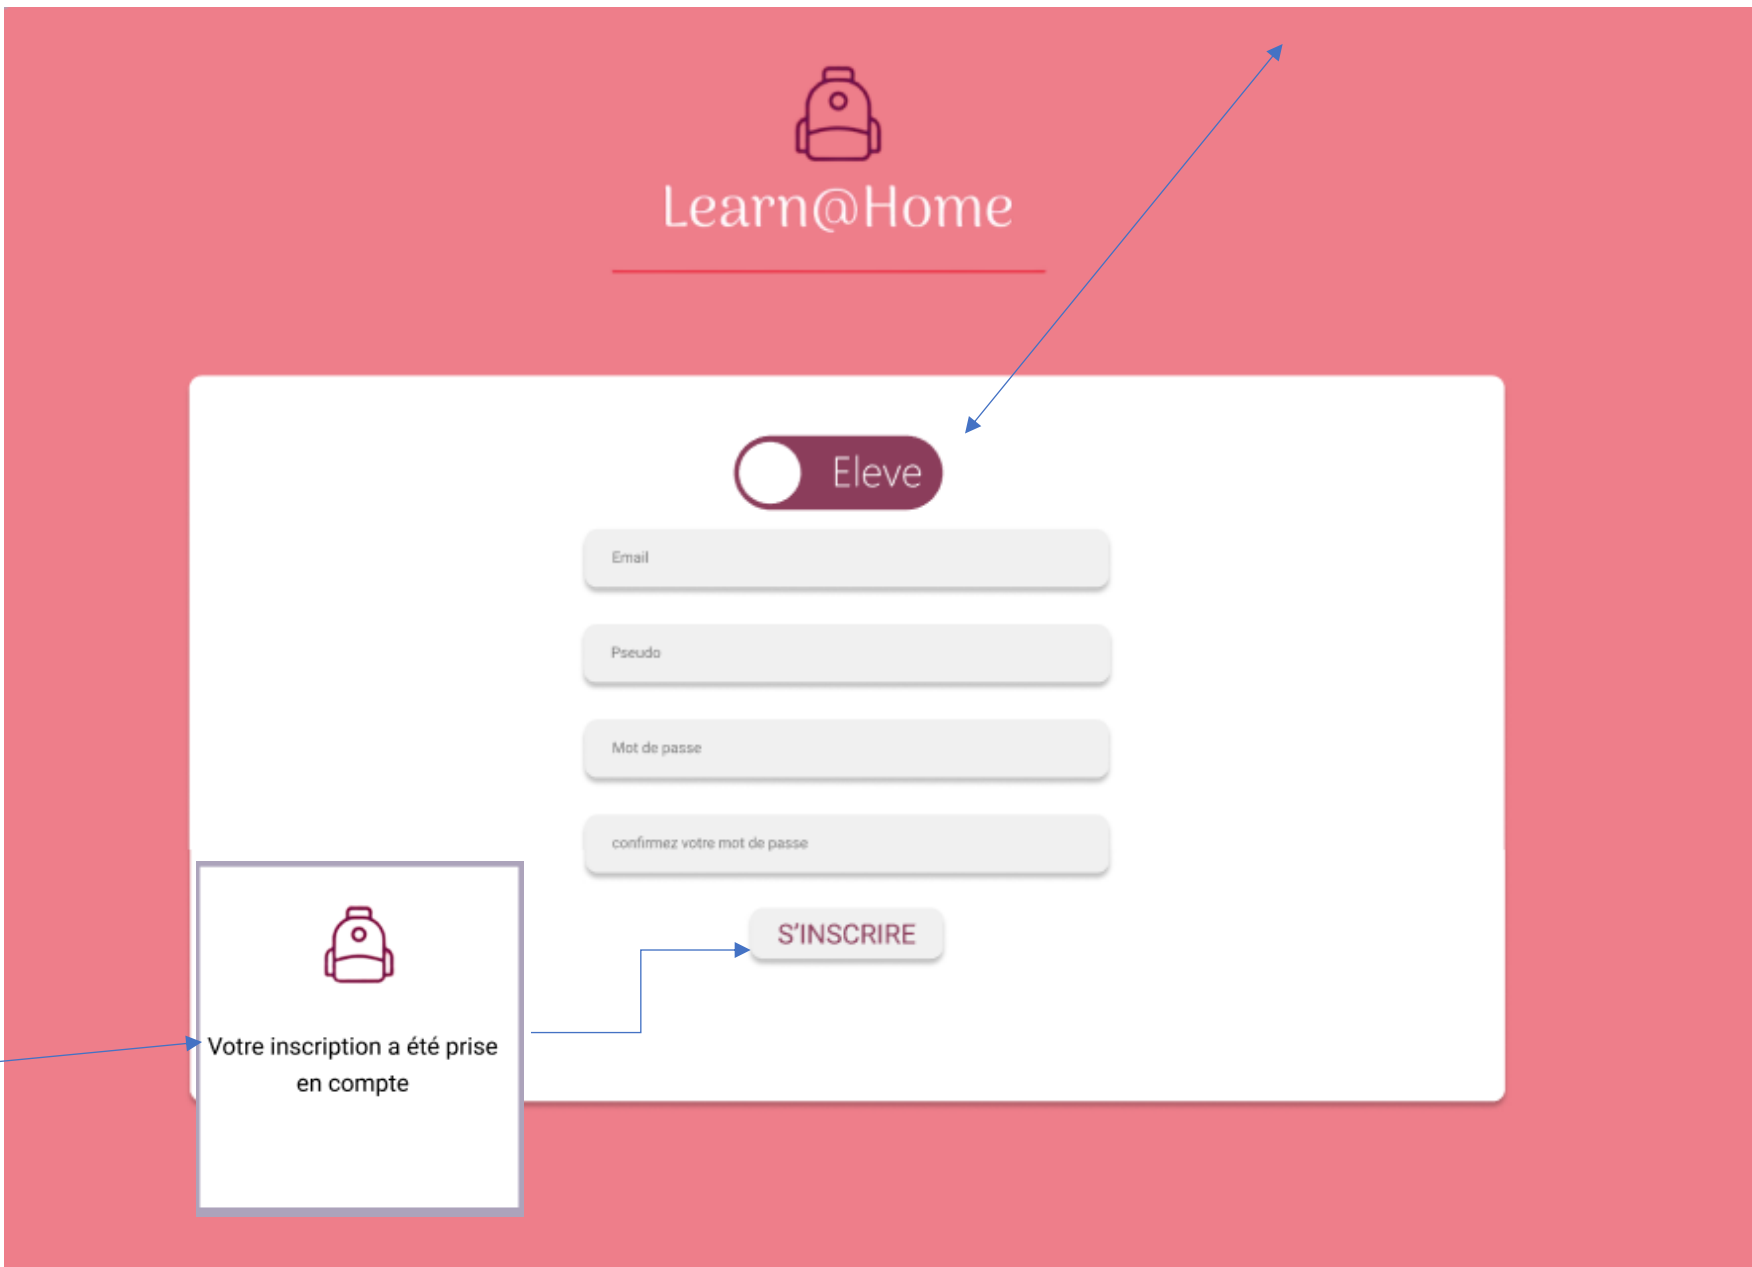 Learn@Home
Eleve
Email
Pseudo
Mot de passe
confirmez votre mot de passe
S'INSCRIRE
Votre inscription a été prise
en compte